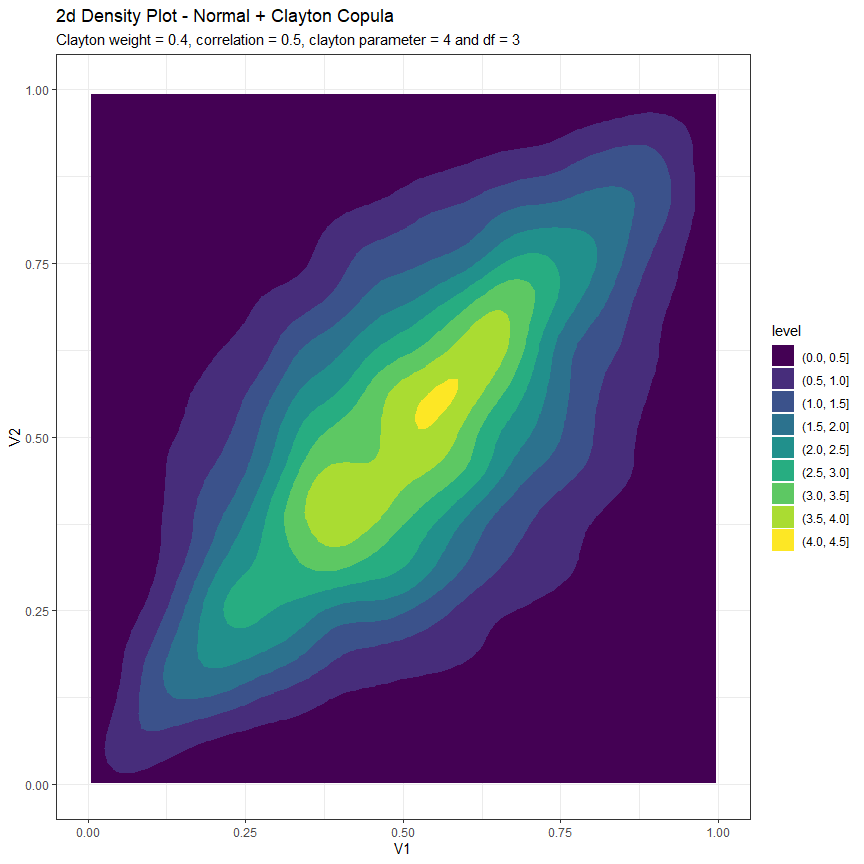 2d Density Plot - Normal + Clayton Copula
Clayton weight = 0.4, correlation = 0.5, clayton parameter = 4 and df = 3
1.00
0.75
0.50
0.25
0.00
V2
0.00 0.25 0.50 0.75 1.00
V1
level
(0.0, 0.5]
(0.5, 1.0]
(1.0, 1.5]
(1.5, 2.0]
(2.0, 2.5]
(2.5, 3.0]
(3.0, 3.5]
(3.5, 4.0]
(4.0, 4.5]